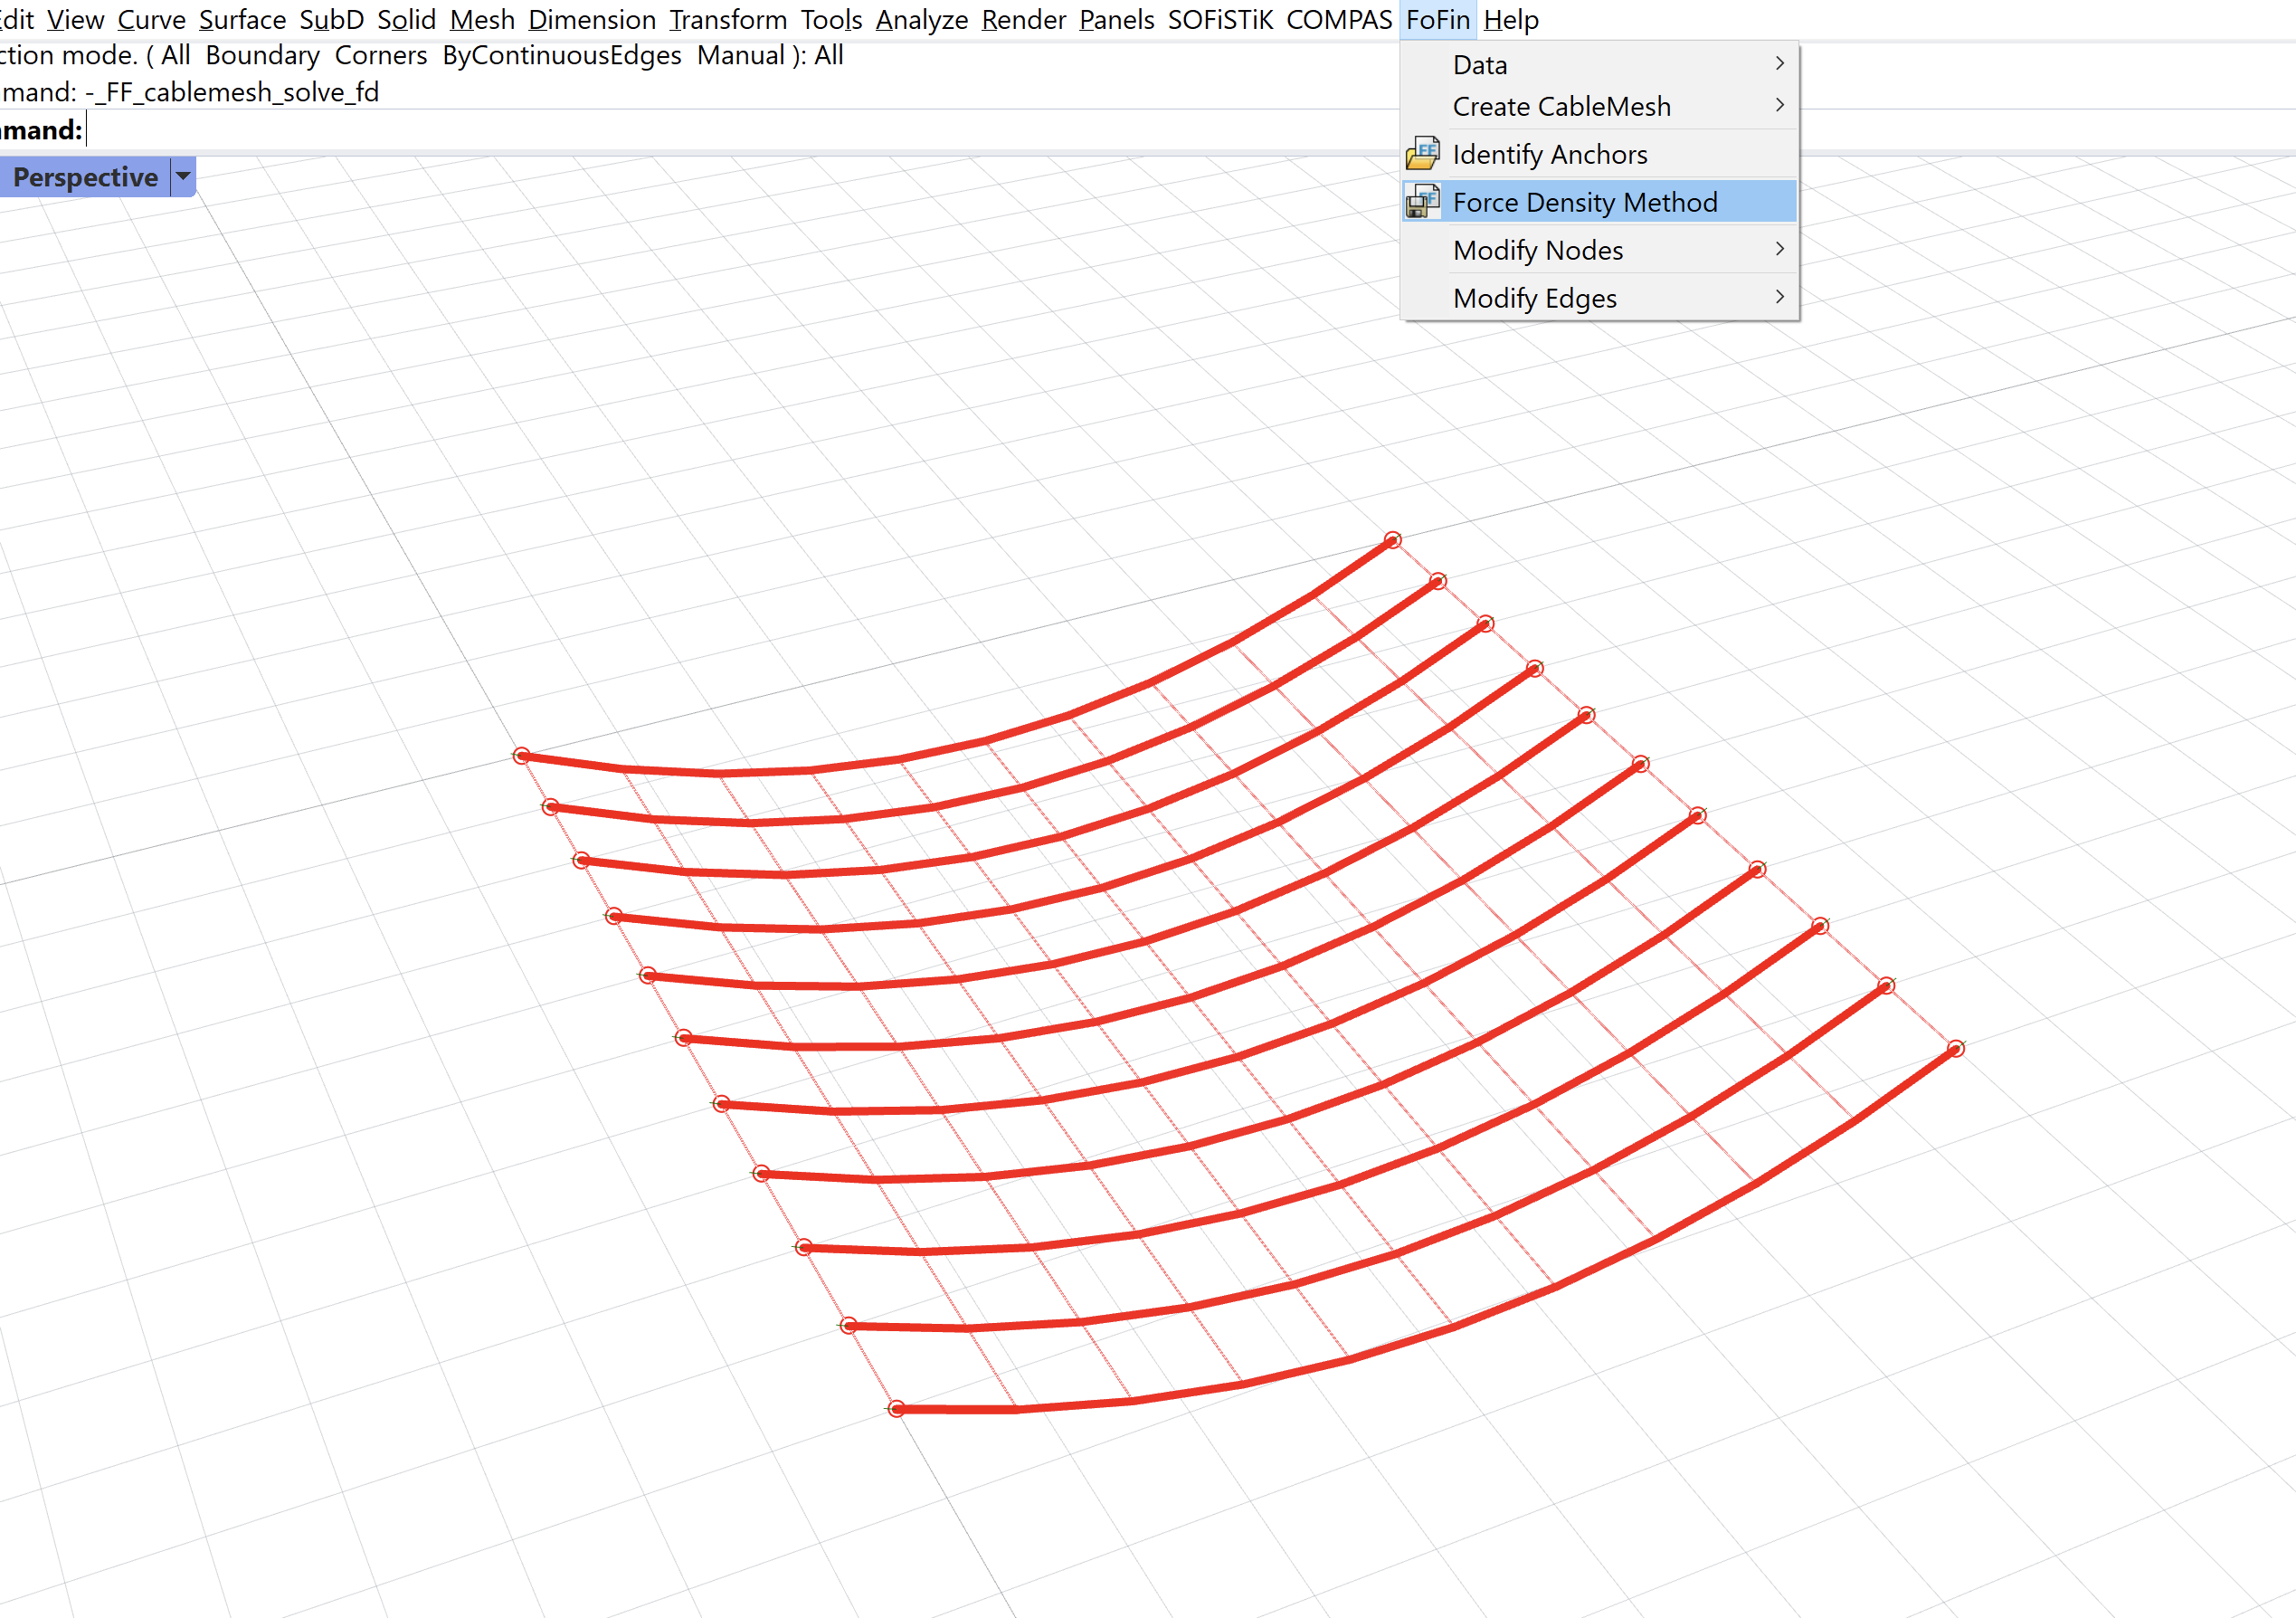 Edit View Curve Surface SubD Solid Mesh Dimension Transform Tools Analyze Render Panels SOFiSTiK COMPAS FoFin Help
ction mode. ( All Boundary Corners ByContinuousEdges Manual ): All
mand: -_FF_cablemesh_solve_fd
mmand:
Perspective
Data
Create CableMesh
Identify Anchors
Force Density Method
Modify Nodes
Modify Edges